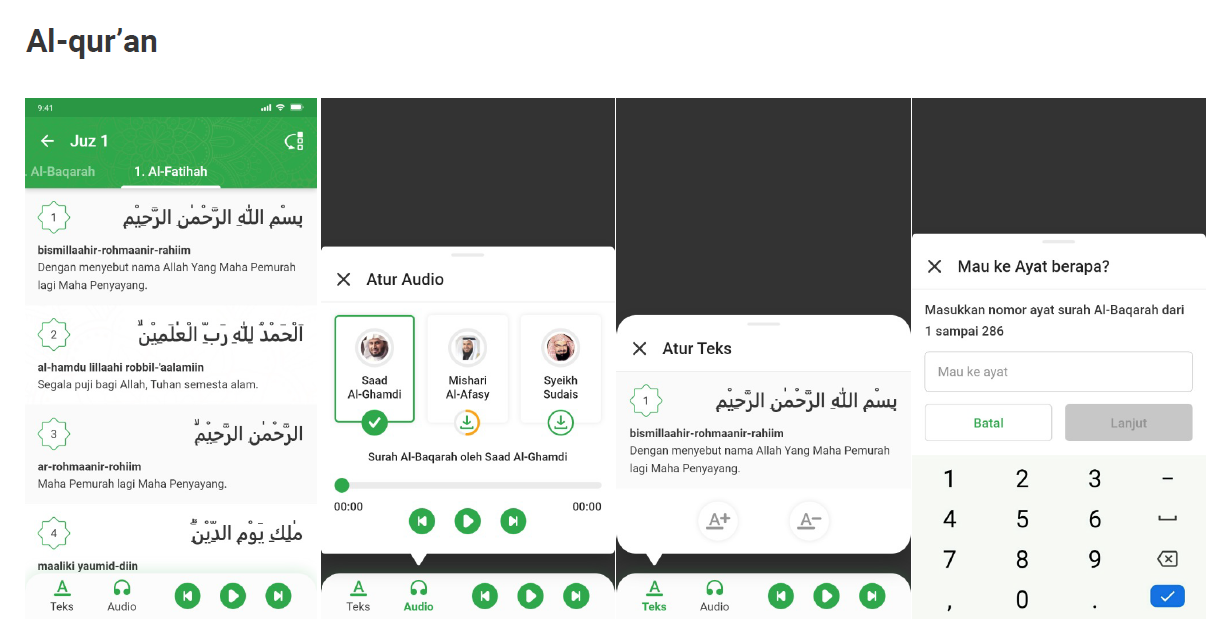 Al-qur’an
9:41
Juz 1
. Al-Baqarah
1. Al-Fatihah
1
بِسْمِ اللّٰهِ الرَّحْمٰنِ الرَّحِيْمِ
bismillaahir-rohmaanir-rahiim
Dengan menyebut nama Allah Yang Maha Pemurah
lagi Maha Penyayang.
2
اَلْحَمْدُ لِلّٰهِ رَبِّ الْعٰلَمِيْنَۙ
al-hamdu lillaahi robbil-'aalamiin
Segala puji bagi Allah, Tuhan semesta alam.
3
الرَّحْمٰنِ الرَّحِيْمِۙ
ar-rohmaanir-rohiim
Maha Pemurah lagi Maha Penyayang.
4
مٰلِكِ يَوْمِ الدِّيْنِۗ
maaliki yaumid-diin
Teks
Audio
Atur Audio
Saad
Al-Ghamdi
Mishari
Al-Afasy
Syeikh
Sudais
Surah Al-Baqarah oleh Saad Al-Ghamdi
00:00
00:00
Teks
Audio
Atur Teks
1
بِسْمِ اللّٰهِ الرَّحْمٰنِ الرَّحِيْمِ
bismillaahir-rohmaanir-rahiim
Dengan menyebut nama Allah Yang Maha Pemurah
lagi Maha Penyayang.
A+
A−
Teks
Audio
Mau ke Ayat berapa?
Masukkan nomor ayat surah Al-Baqarah dari
1 sampai 286
Mau ke ayat
Batal
Lanjut
1 2 3 −
4 5 6
7 8 9
, 0 .